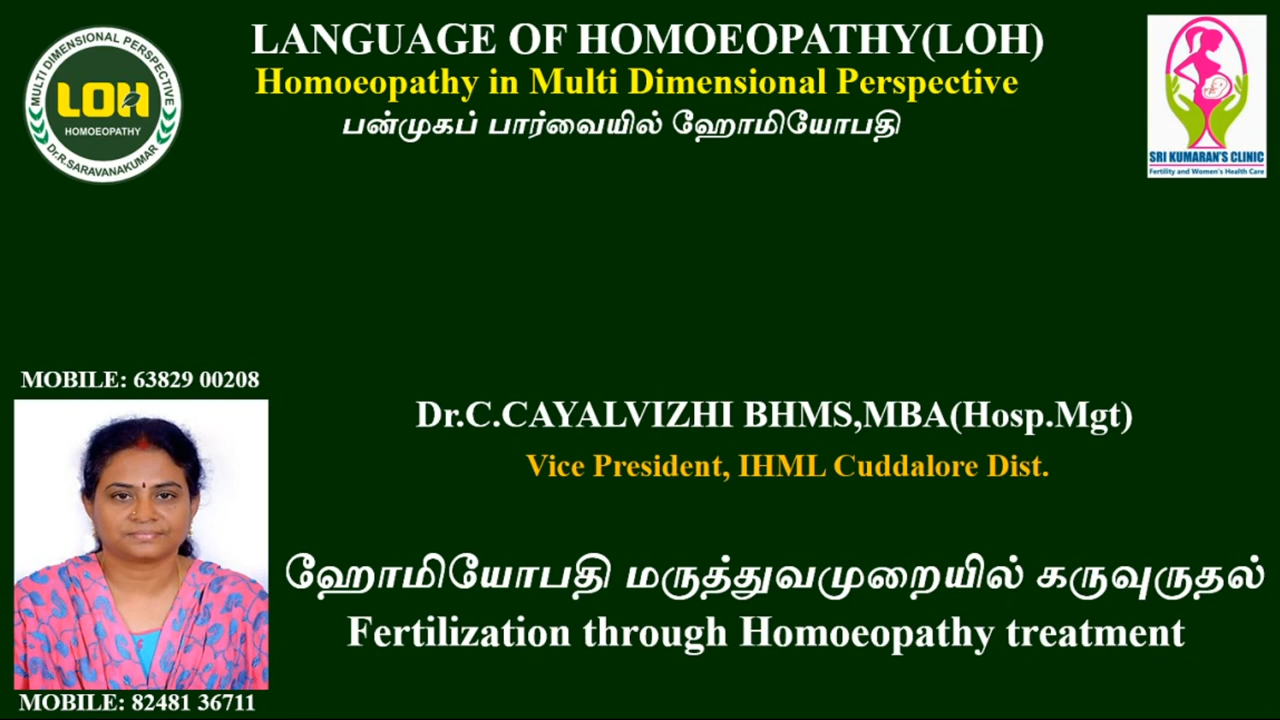 MULTI DIMENSIONAL PERSPECTIVE
LOH
HOMOEOPATHY
Dr.R.SARAVANAKUMAR
LANGUAGE OF HOMOEOPATHY(LOH)
Homoeopathy in Multi Dimensional Perspective
பன்முகப் பார்வையில் ஹோமியோபதி
SRI KUMARAN'S CLINIC
Fertility and Women's Health Care
MOBILE: 63829 00208
Dr.C.CAYALVIZHI BHMS,MBA(Hosp.Mgt)
Vice President, IHML Cuddalore Dist.
ஹோமியோபதி மருத்துவமுறையில் கருவுருதல்
Fertilization through Homoeopathy treatment
MOBILE: 82481 36711